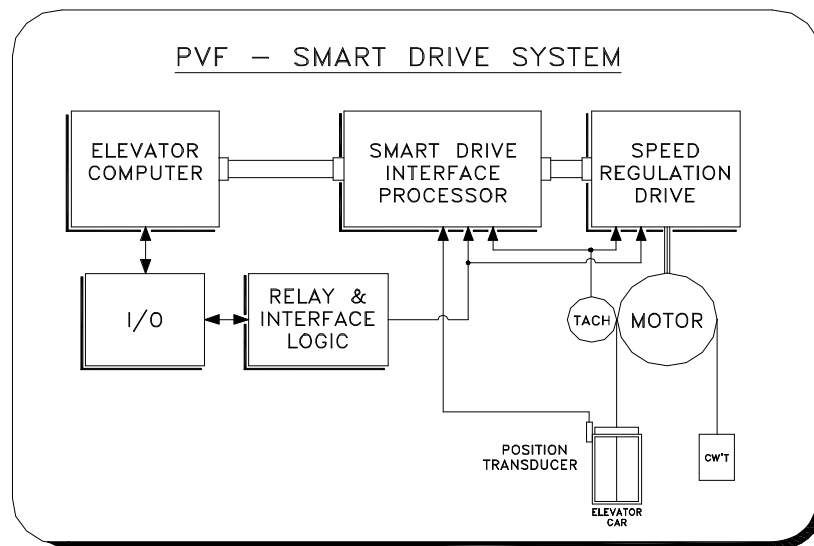 PVF - SMART DRIVE SYSTEM
ELEVATOR
COMPUTER
SMART DRIVE
INTERFACE
PROCESSOR
SPEED
REGULATION
DRIVE
I/O
RELAY &
INTERFACE
LOGIC
TACH
MOTOR
POSITION
TRANSDUCER
CW'T
ELEVATOR
CAR